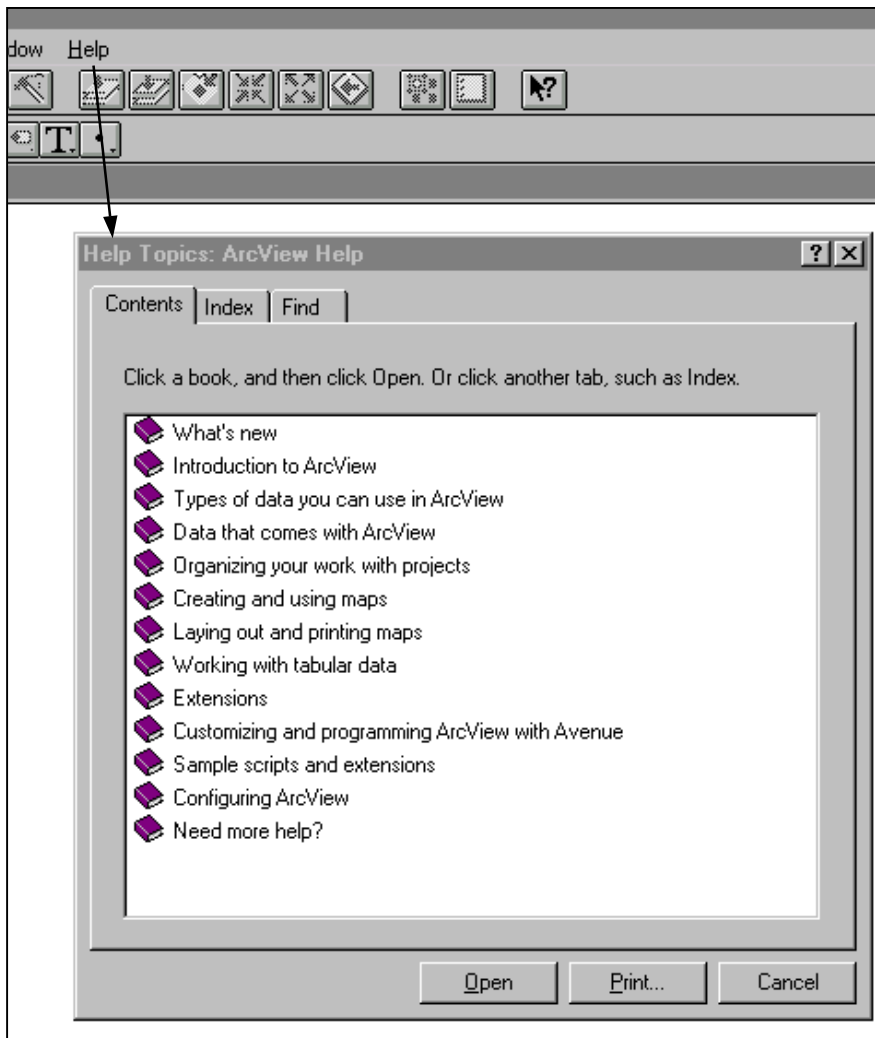 dow Help
T
?
Help Topics: ArcView Help ? X
Contents Index Find
Click a book, and then click Open. Or click another tab, such as Index.
What's new
Introduction to ArcView
Types of data you can use in ArcView
Data that comes with ArcView
Organizing your work with projects
Creating and using maps
Laying out and printing maps
Working with tabular data
Extensions
Customizing and programming ArcView with Avenue
Sample scripts and extensions
Configuring ArcView
Need more help?
Open Print... Cancel